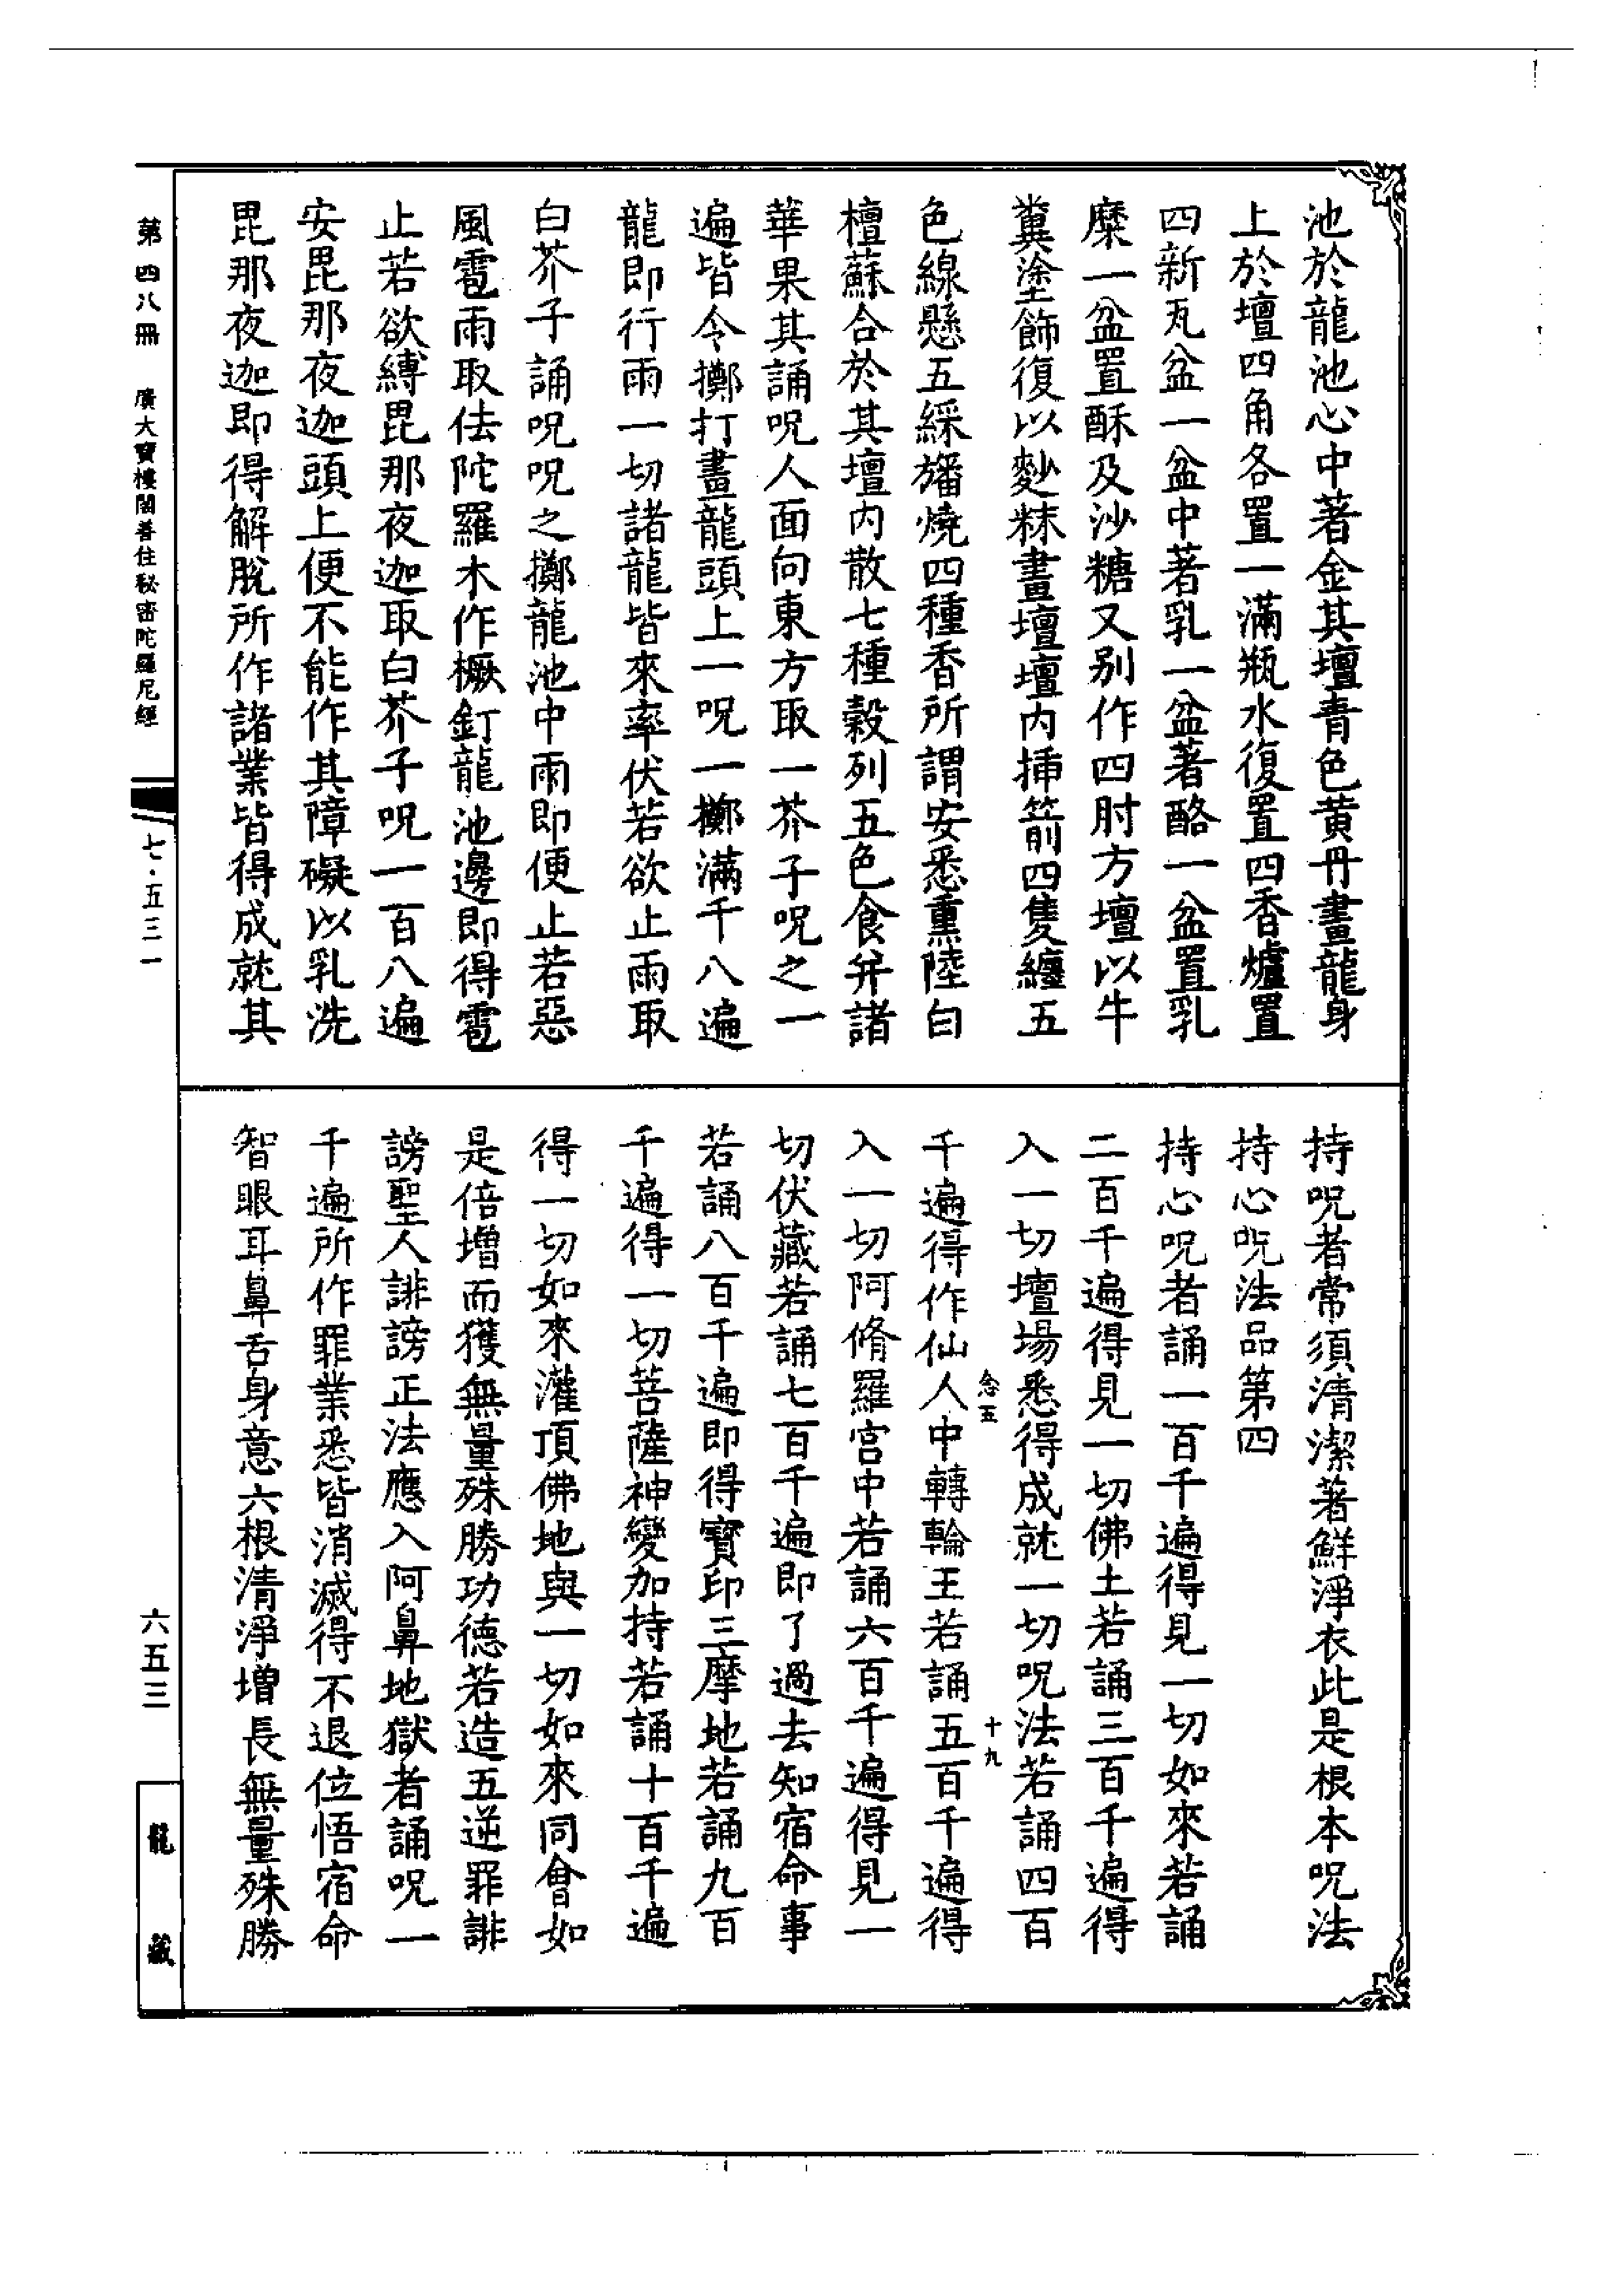 池於龍池心中著金其壇青色黄丹畫龍身
上於壇四角各置一滿瓶水復置四香爐置
四新瓦盆一盆中著乳一盆著酪一盆置乳
糜一盆置酥及沙糖又别作四肘方壇以牛
糞塗飾復以麨粖畫壇壇内揷箭四隻纏五
色線懸五綵旛燒四種香所謂安悉熏陸白
檀蘇合於其壇内散七種穀列五色食并諸
華果其誦呪人面向東方取一芥子呪之一
遍皆令擲打畫龍頭上一呪一擲滿千八遍
龍即行雨一切諸龍皆來率伏若欲止雨取
白芥子誦呪呪之擲龍池中雨即便止若惡
風雹雨取佉陀羅木作橛釘龍池邊即得雹
止若欲縛毘那夜迦取白芥子呪一百八遍
安毘那夜迦頭上便不能作其障礙以乳洗
毘那夜迦即得解脫所作諸業皆得成就其
持呪者常須清潔著鮮淨衣此是根本呪法
持心呪法品第四
持心呪者誦一百千遍得見一切如來若誦
二百千遍得見一切佛土若誦三百千遍得
入一切壇場悉得成就一切呪法若誦四百
念五 十九
千遍得作仙人中轉輪王若誦五百千遍得
入一切阿脩羅宫中若誦六百千遍得見一
切伏藏若誦七百千遍即了過去知宿命事
若誦八百千遍即得寶印三摩地若誦九百
千遍得一切菩薩神變加持若誦十百千遍
得一切如來灌頂佛地與一切如來同會如
是倍增而獲無量殊勝功德若造五逆罪誹
謗聖人誹謗正法應入阿鼻地獄者誦呪一
千遍所作罪業悉皆消滅得不退位悟宿命
智眼耳鼻舌身意六根清淨增長無量殊勝
第四八冊 廣大寶樓閣善住秘密陀羅尼經
七·五三一
六五三
龍藏